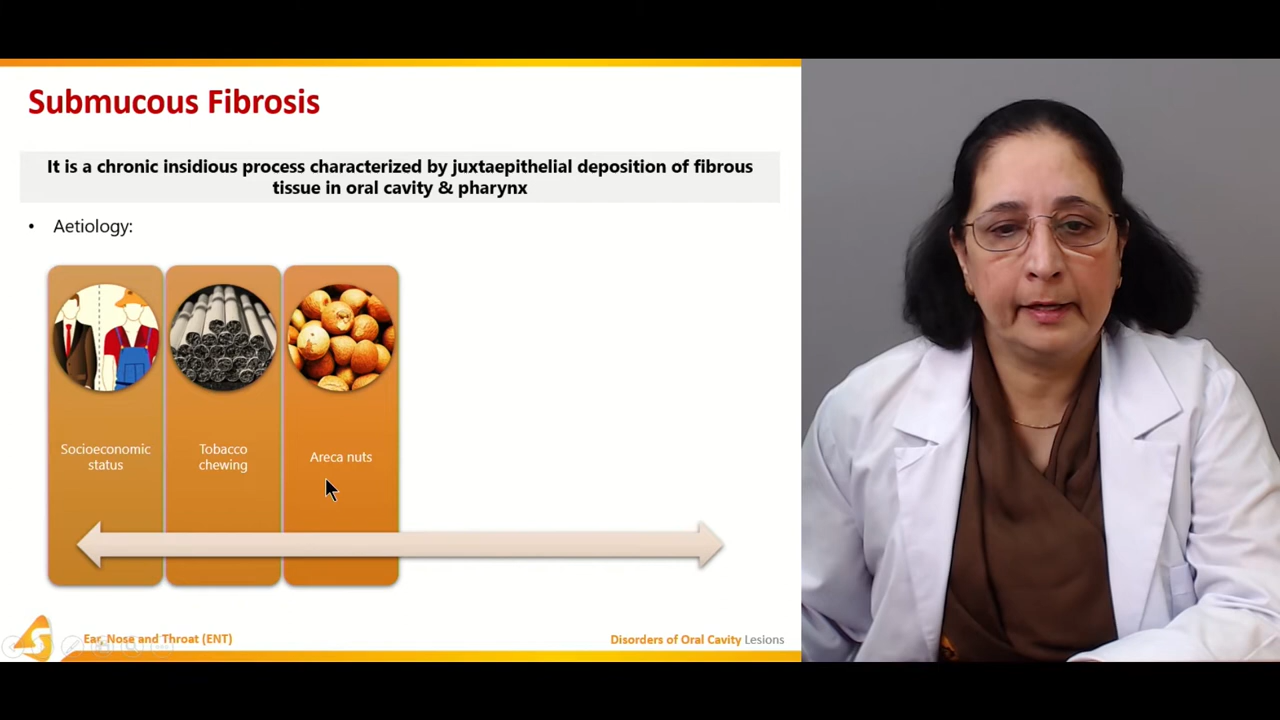 Submucous Fibrosis
It is a chronic insidious process characterized by juxtaepithelial deposition of fibrous
tissue in oral cavity & pharynx
• Aetiology:
Socioeconomic
status
Tobacco
chewing
Areca nuts
Ear, Nose and Throat (ENT)
Disorders of Oral Cavity Lesions